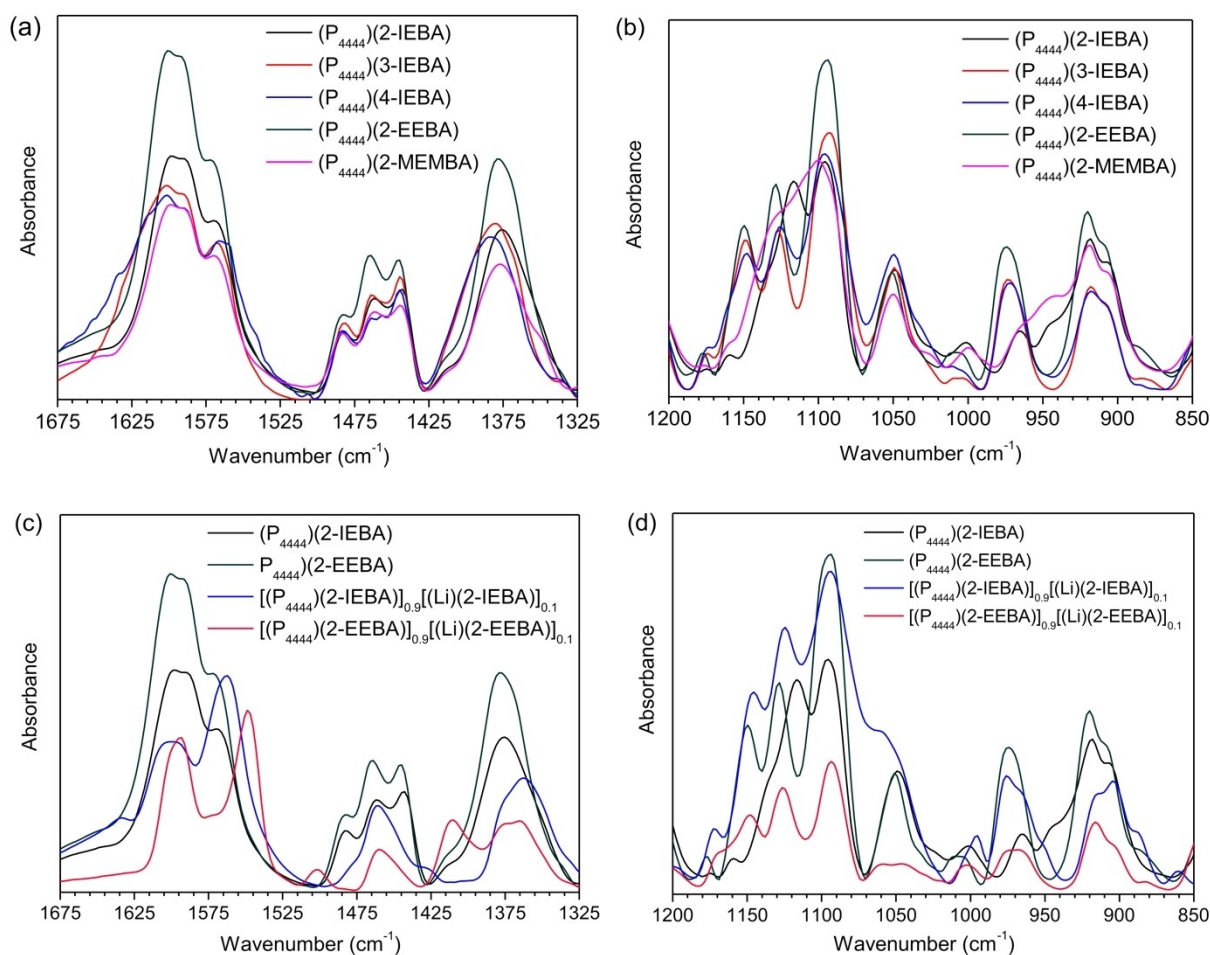 (a)
(P4444)(2-IEBA)
(P4444)(3-IEBA)
(P4444)(4-IEBA)
(P4444)(2-EEBA)
(P4444)(2-MEMBA)
Absorbance
1675 1625 1575 1525 1475 1425 1375 1325
Wavenumber (cm-1)
(b)
(P4444)(2-IEBA)
(P4444)(3-IEBA)
(P4444)(4-IEBA)
(P4444)(2-EEBA)
(P4444)(2-MEMBA)
Absorbance
1200 1150 1100 1050 1000 950 900 850
Wavenumber (cm-1)
(c)
(P4444)(2-IEBA)
P4444)(2-EEBA)
[(P4444)(2-IEBA)]0.9[(Li)(2-IEBA)]0.1
[(P4444)(2-EEBA)]0.9[(Li)(2-EEBA)]0.1
Absorbance
1675 1625 1575 1525 1475 1425 1375 1325
Wavenumber (cm-1)
(d)
(P4444)(2-IEBA)
(P4444)(2-EEBA)
[(P4444)(2-IEBA)]0.9[(Li)(2-IEBA)]0.1
[(P4444)(2-EEBA)]0.9[(Li)(2-EEBA)]0.1
Absorbance
1200 1150 1100 1050 1000 950 900 850
Wavenumber (cm-1)